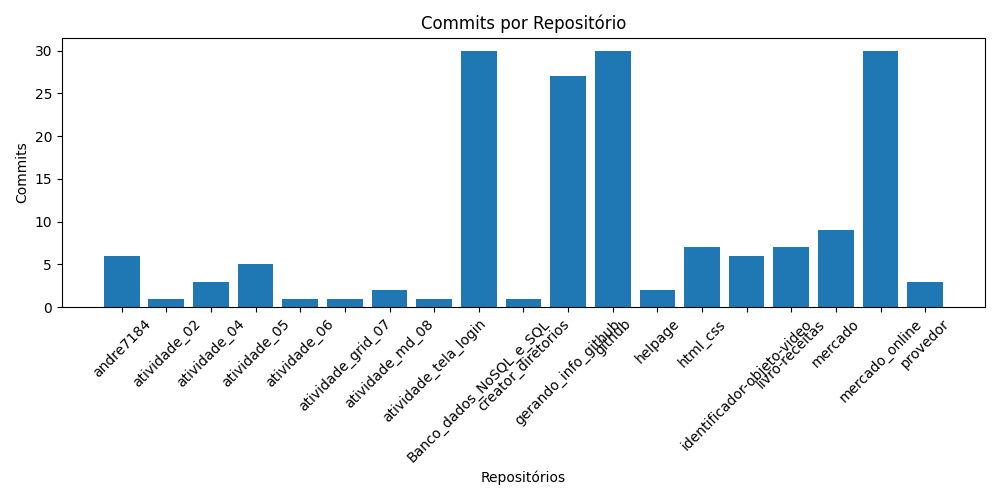 Commits por Repositório
Commits
30
25
20
15
10
5
0
andre7184
atividade_02
atividade_04
atividade_05
atividade_06
atividade_grid_07
atividade_md_08
atividade_tela_login
Banco_dados_NoSQL_e_SQL
creator_diretorios
gerando_info_github
github
helpage
html_css
identificador-objeto-video
livro-receitas
mercado
mercado_online
provedor
Repositórios